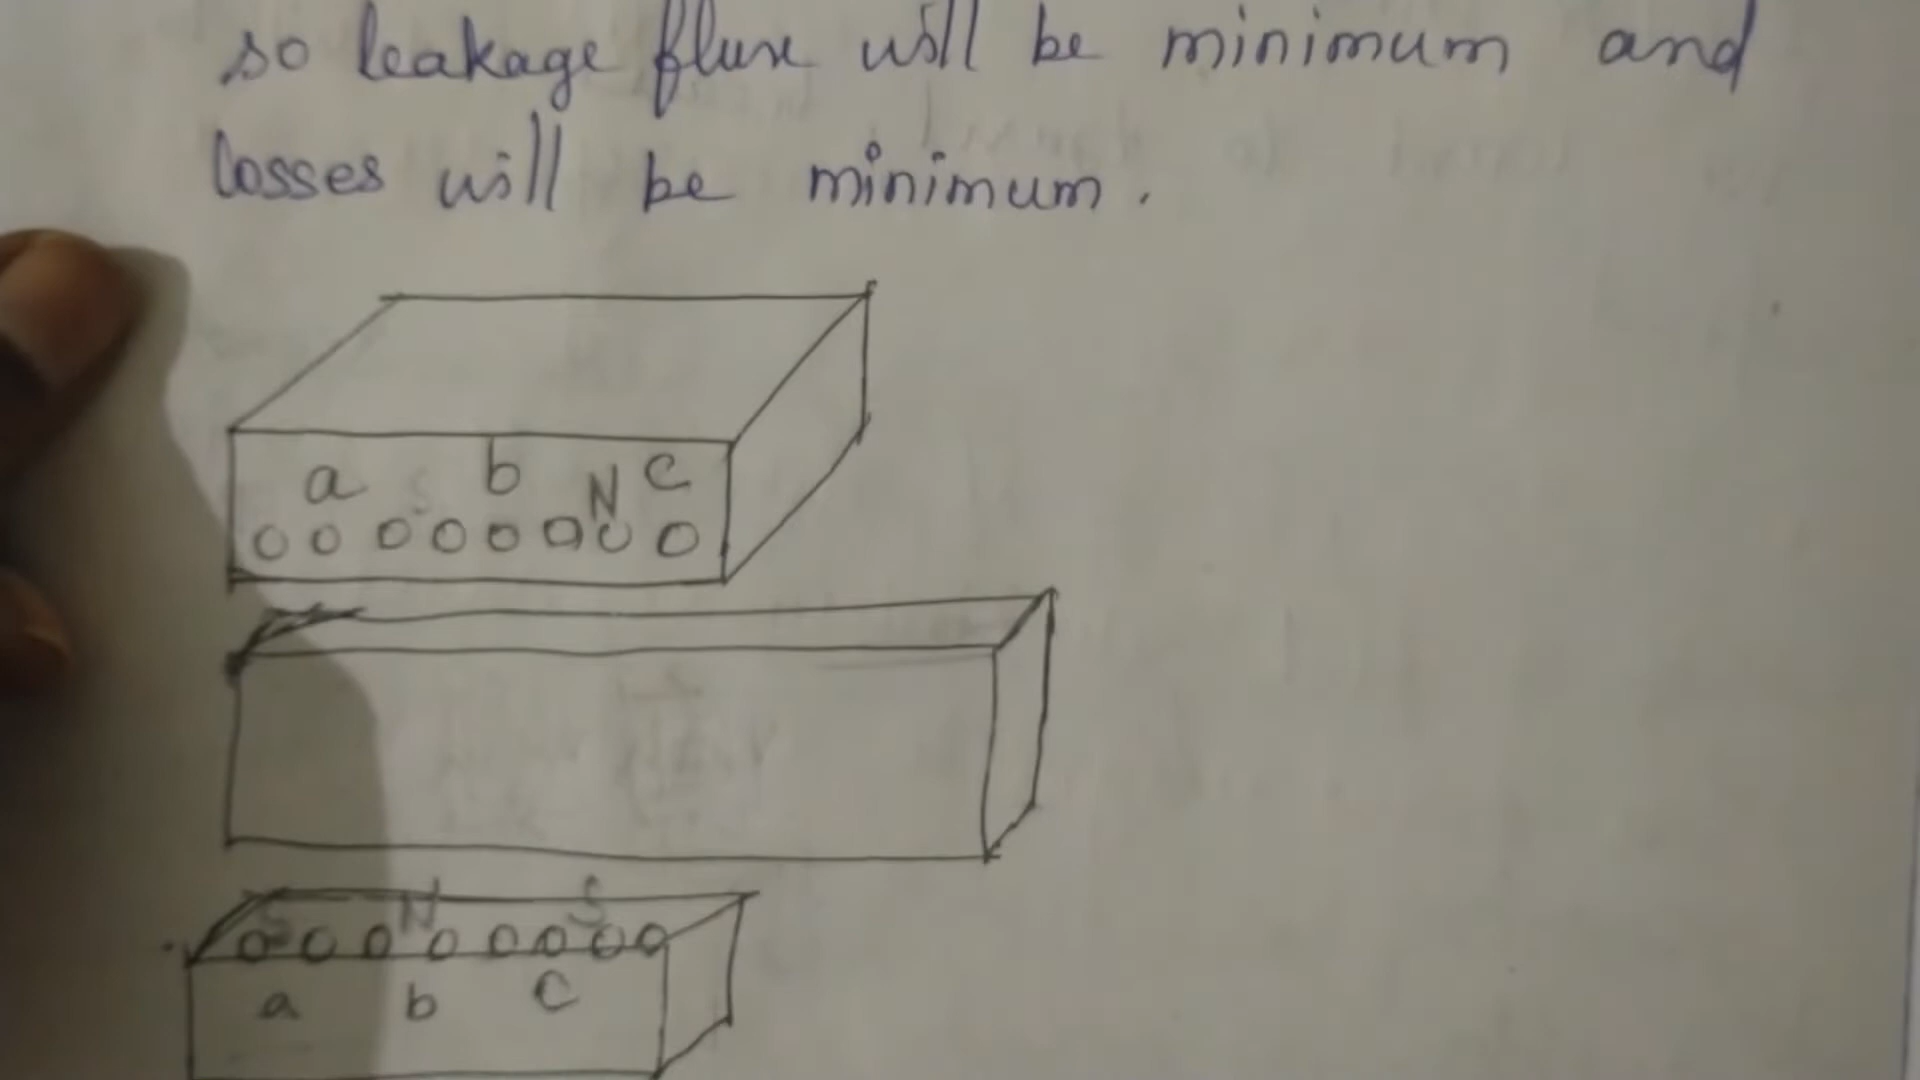 so leakage flux will be minimum and
losses will be minimum.
a b N C
S N S
a b C